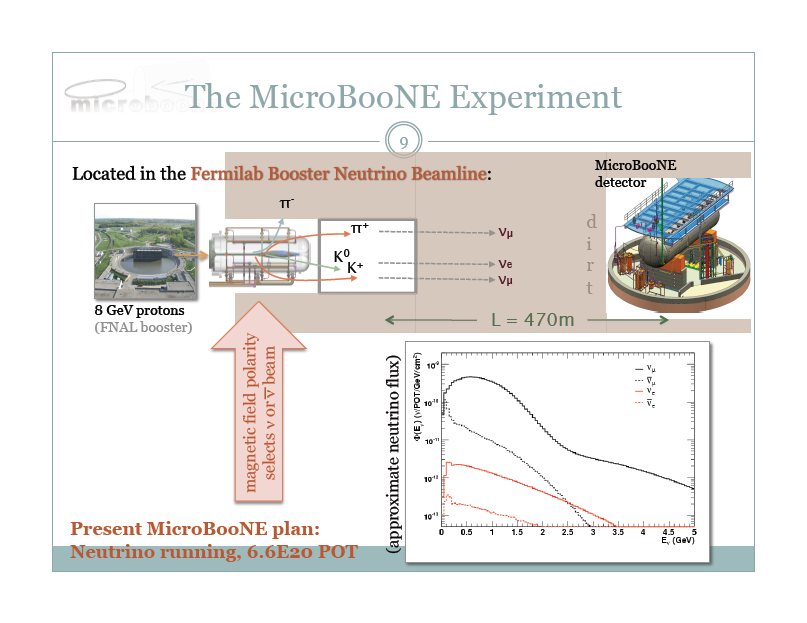 microboo
The MicroBooNE Experiment
9
Located in the Fermilab Booster Neutrino Beamline:
MicroBooNE
detector
π-
π+
K0
K+
νμ
νe
νμ
d
i
r
t
8 GeV protons
(FNAL booster)
L = 470m
magnetic field polarity
selects ν or ν̅ beam
(approximate neutrino flux)
Φ(Eν) (ν/POT/GeV/cm²)
10⁻⁹
10⁻¹⁰
10⁻¹¹
10⁻¹²
10⁻¹³
νμ
ν̅μ
νe
ν̅e
0 0.5 1 1.5 2 2.5 3 3.5 4 4.5 5
Eν (GeV)
Present MicroBooNE plan:
Neutrino running, 6.6E20 POT